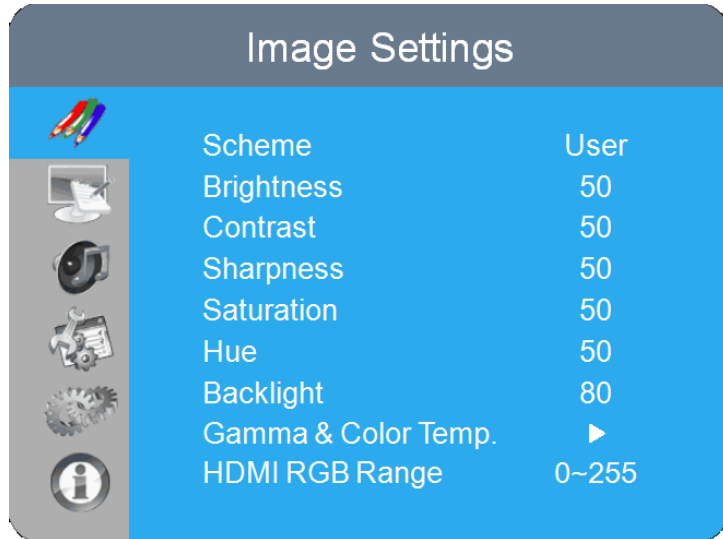 Image Settings
Scheme User
Brightness 50
Contrast 50
Sharpness 50
Saturation 50
Hue 50
Backlight 80
Gamma & Color Temp.
HDMI RGB Range 0~255